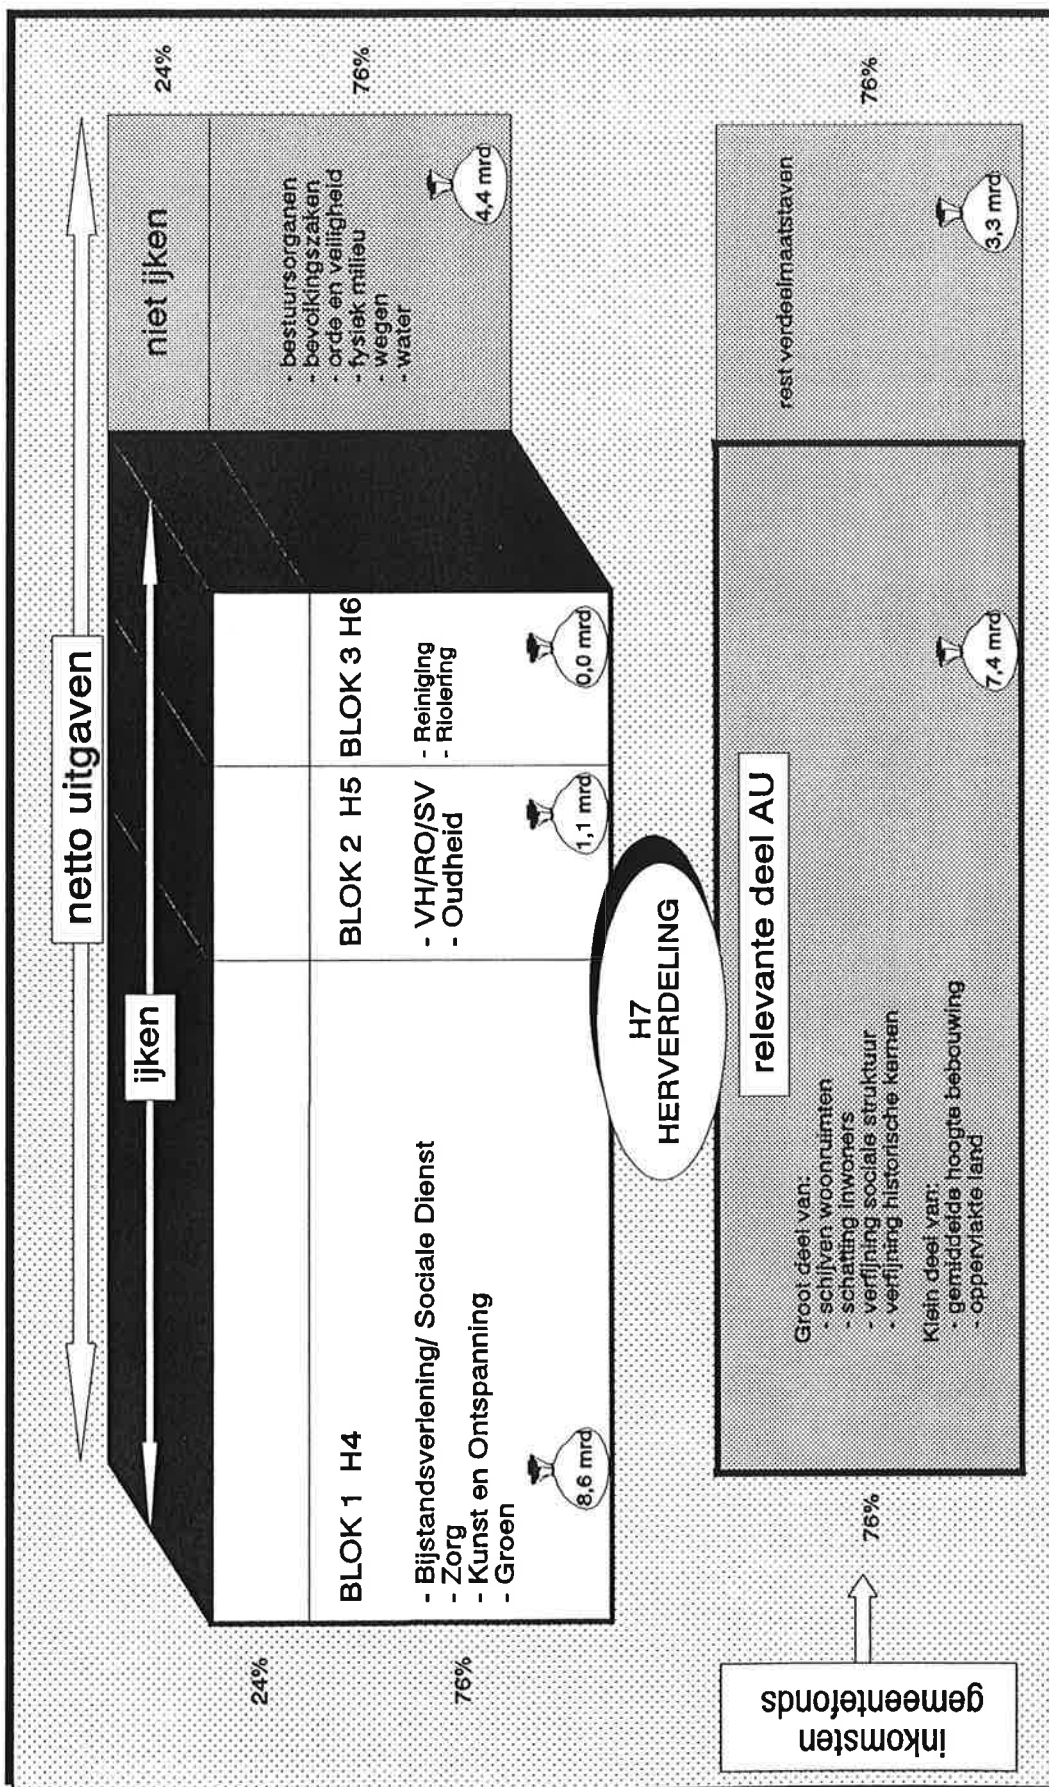 netto uitgaven
ijken
niet ijken
24%
24%
76%
76%
BLOK 1 H4
- Bijstandsverlening/ Sociale Dienst
- Zorg
- Kunst en Ontspanning
- Groen
8,6 mrd
BLOK 2 H5
- VH/RO/SV
- Oudheid
1,1 mrd
BLOK 3 H6
- Reiniging
- Riolering
0,0 mrd
- bestuursorganen
- bevolkingszaken
- orde en veiligheid
- fysiek milieu
- wegen
- water
4,4 mrd
H7
HERVERDELING
inkomsten
gemeentefonds
76%
relevante deel AU
Groot deel van:
- schijven woonruimten
- schatting inwoners
- verfijning sociale struktuur
- verfijning historische kernen
Klein deel van:
- gemiddelde hoogte bebouwing
- oppervlakte land
7,4 mrd
rest verdeelmaatstaven
3,3 mrd
76%